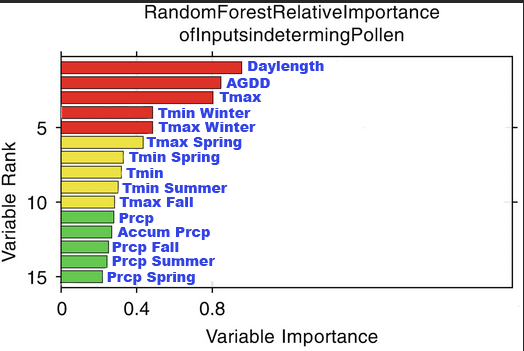 RandomForestRelativeImportance
ofInputsindetermingPollen
Daylength
AGDD
Tmax
Tmin Winter
5 Tmax Winter
Tmax Spring
Tmin Spring
Tmin
Tmin Summer
10 Tmax Fall
Prcp
Accum Prcp
Prcp Fall
Prcp Summer
15 Prcp Spring
Variable Rank
0 0.4 0.8
Variable Importance